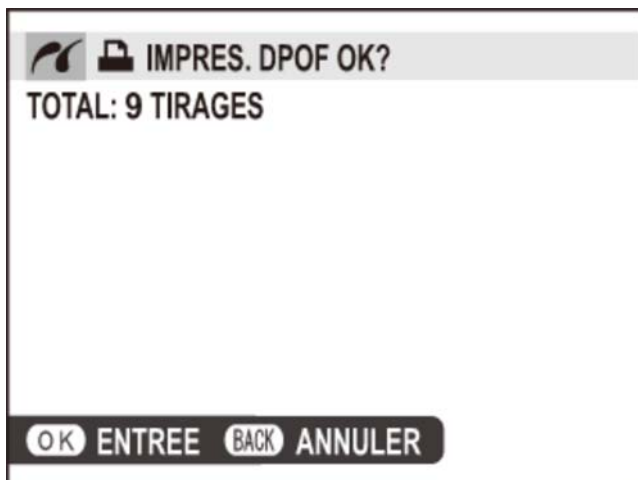 IMPRES. DPOF OK?
TOTAL: 9 TIRAGES
OK ENTREE BACK ANNULER